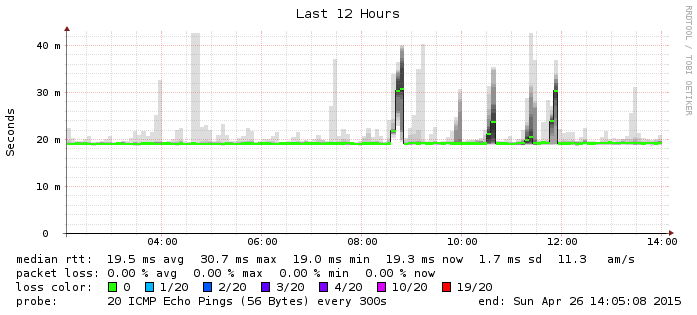 Last 12 Hours
RRDTOOL / TOBI OETIKER
Seconds
40 m
30 m
20 m
10 m
0
04:00 06:00 08:00 10:00 12:00 14:00
median rtt: 19.5 ms avg 30.7 ms max 19.0 ms min 19.3 ms now 1.7 ms sd 11.3 am/s
packet loss: 0.00 % avg 0.00 % max 0.00 % min 0.00 % now
loss color: 0 1/20 2/20 3/20 4/20 10/20 19/20
probe: 20 ICMP Echo Pings (56 Bytes) every 300s end: Sun Apr 26 14:05:08 2015